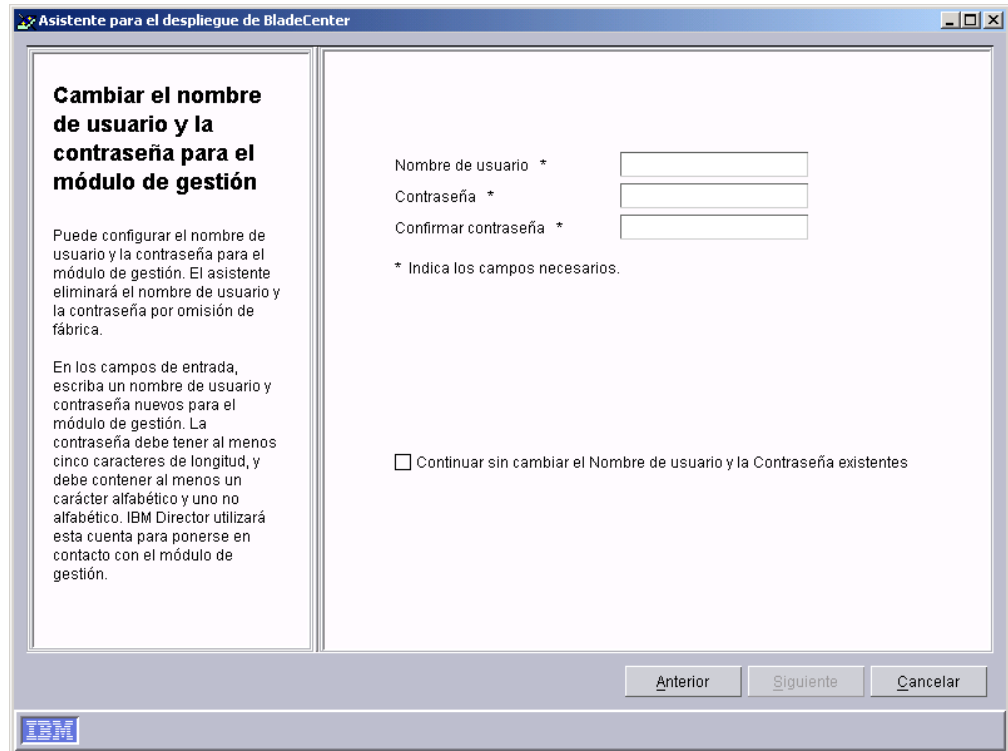 Asistente para el despliegue de BladeCenter
Cambiar el nombre
de usuario y la
contraseña para el
módulo de gestión
Puede configurar el nombre de
usuario y la contraseña para el
módulo de gestión. El asistente
eliminará el nombre de usuario y
la contraseña por omisión de
fábrica.
En los campos de entrada,
escriba un nombre de usuario y
contraseña nuevos para el
módulo de gestión. La
contraseña debe tener al menos
cinco caracteres de longitud, y
debe contener al menos un
carácter alfabético y uno no
alfabético. IBM Director utilizará
esta cuenta para ponerse en
contacto con el módulo de
gestión.
Nombre de usuario *
Contraseña *
Confirmar contraseña *
* Indica los campos necesarios.
Continuar sin cambiar el Nombre de usuario y la Contraseña existentes
Anterior
Siguiente
Cancelar
IBM